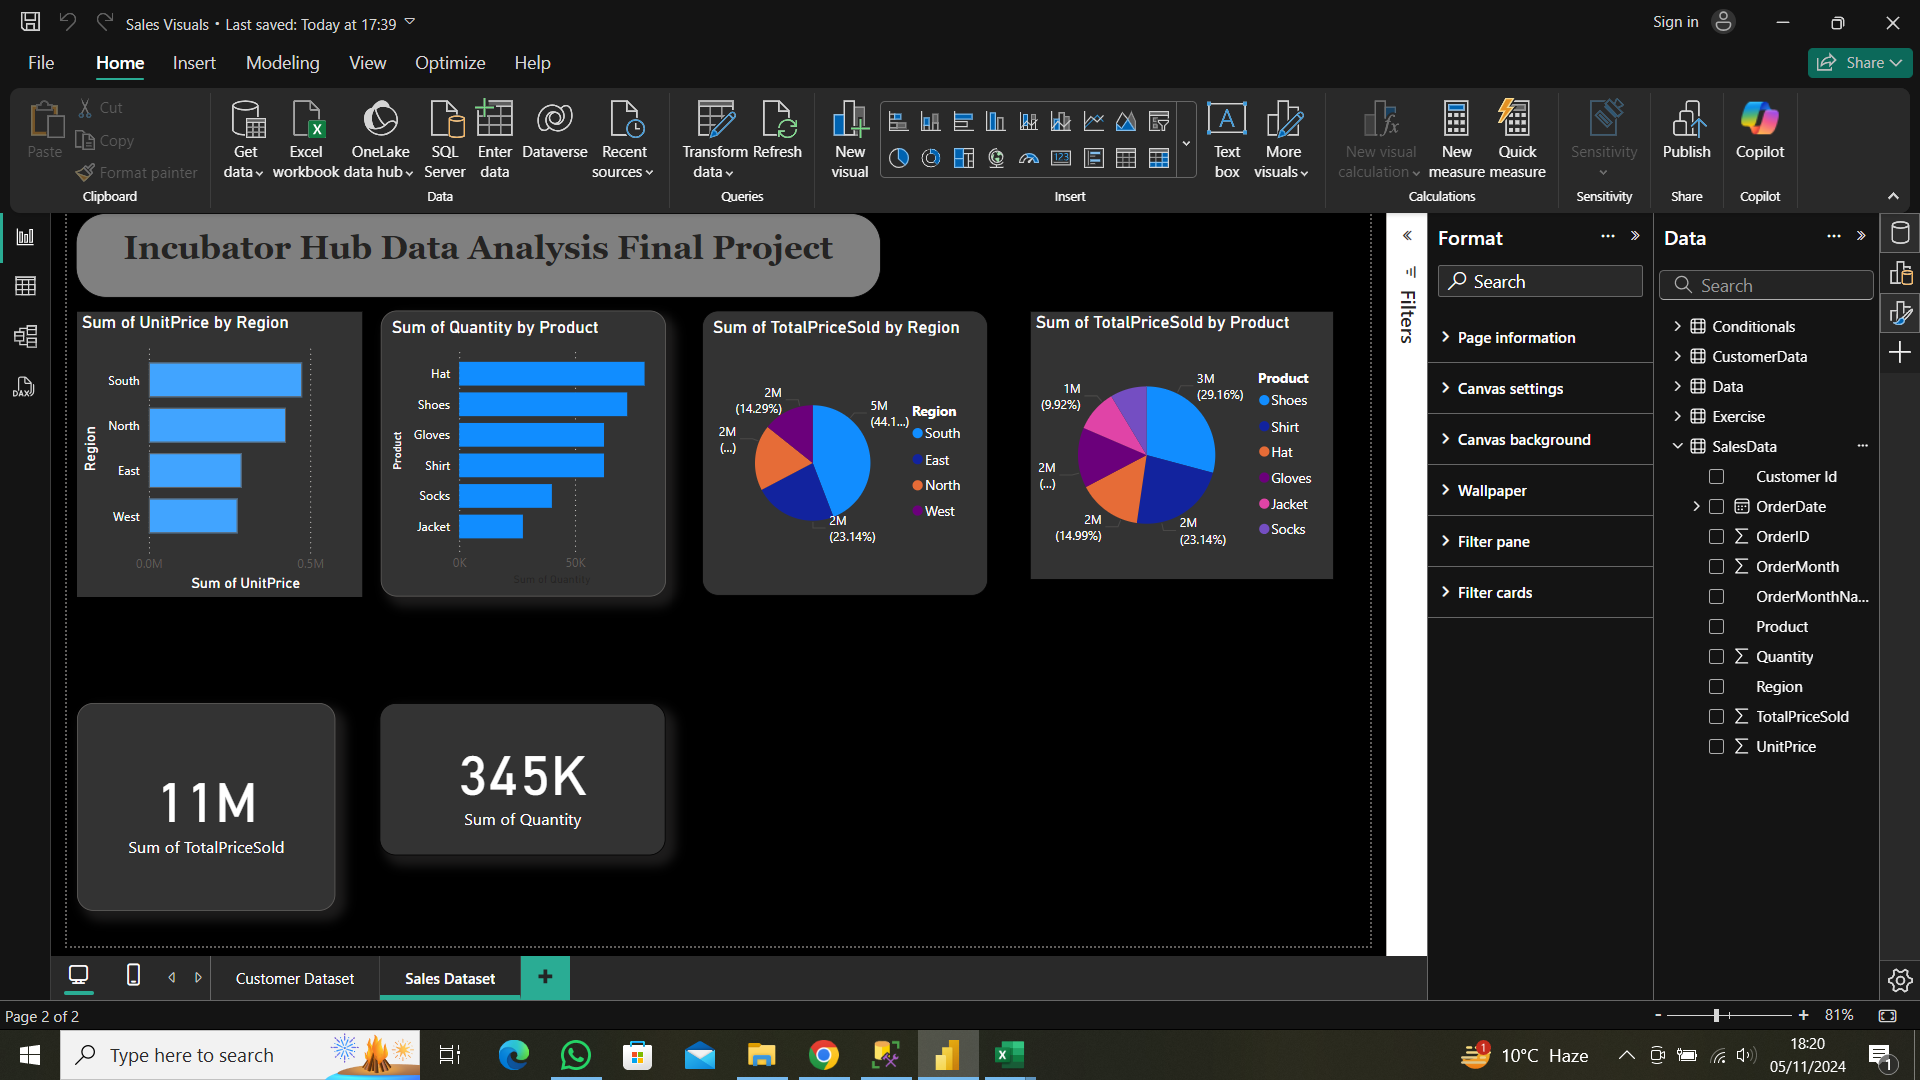 Sales Visuals • Last saved: Today at 17:39
Sign in
File
Home
Insert
Modeling
View
Optimize
Help
Share
Paste
Cut
Copy
Format painter
Clipboard
Get data
Excel workbook
OneLake data hub
SQL Server
Enter data
Dataverse
Recent sources
Data
Transform data
Refresh
Queries
New visual
Insert
Text box
More visuals
New visual calculation
New measure
Quick measure
Calculations
Sensitivity
Sensitivity
Publish
Share
Copilot
Copilot
DAX
Incubator Hub Data Analysis Final Project
Sum of UnitPrice by Region
Region
South
North
East
West
0.0M
0.5M
Sum of UnitPrice
Sum of Quantity by Product
Product
Hat
Shoes
Gloves
Shirt
Socks
Jacket
0K
50K
Sum of Quantity
Sum of TotalPriceSold by Region
2M
(14.29%)
2M
(...)
5M
(44.1...)
2M
(23.14%)
Region
South
East
North
West
Sum of TotalPriceSold by Product
1M
(9.92%)
3M
(29.16%)
2M
(...)
2M
(14.99%)
2M
(23.14%)
Product
Shoes
Shirt
Hat
Gloves
Jacket
Socks
11M
Sum of TotalPriceSold
345K
Sum of Quantity
Filters
Format
Search
Page information
Canvas settings
Canvas background
Wallpaper
Filter pane
Filter cards
Data
Search
Conditionals
CustomerData
Data
Exercise
SalesData
Customer Id
OrderDate
OrderID
OrderMonth
OrderMonthNa...
Product
Quantity
Region
TotalPriceSold
UnitPrice
Customer Dataset
Sales Dataset
Page 2 of 2
81%
Type here to search
1
10°C Haze
18:20
05/11/2024
1